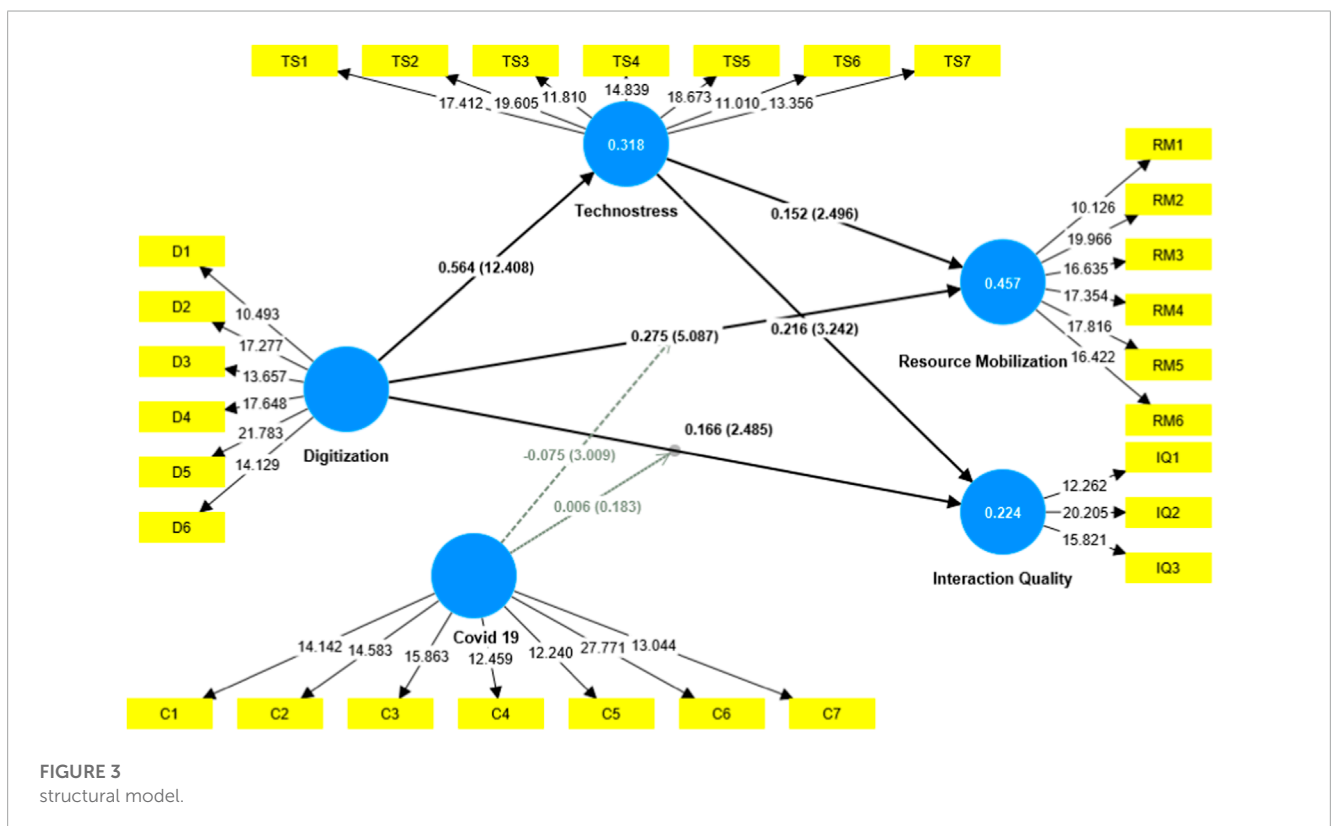 TS1 TS2 TS3 TS4 TS5 TS6 TS7
17.412 19.605 11.810 14.839 18.673 11.010 13.356
0.318
Technostress
RM1
RM2
RM3
RM4
RM5
RM6
10.126
19.966
16.635
17.354
17.816
16.422
0.457
Resource Mobilization
0.152 (2.496)
0.564 (12.408)
0.275 (5.087)
0.216 (3.242)
D1
D2
D3
D4
D5
D6
10.493
17.277
13.657
17.648
21.783
14.129
Digitization
0.166 (2.485)
-0.075 (3.009)
0.006 (0.183)
0.224
Interaction Quality
IQ1
IQ2
IQ3
12.262
20.205
15.821
Covid 19
14.142 14.583 15.863 12.459 12.240 27.771 13.044
C1 C2 C3 C4 C5 C6 C7
FIGURE 3
structural model.